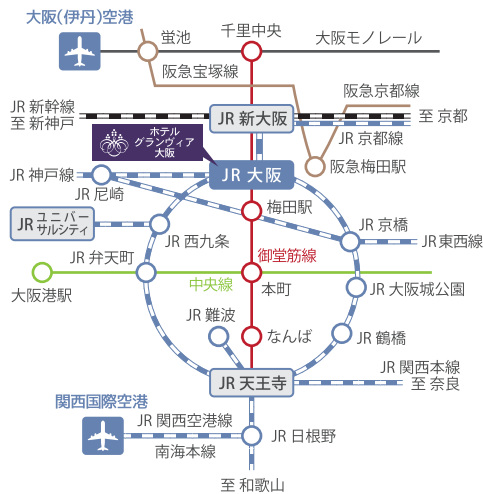 大阪(伊丹)空港
蛍池
千里中央
大阪モノレール
阪急宝塚線
阪急京都線
JR 新幹線
至 新神戸
JR 新大阪
至 京都
JR 京都線
ホテル
グランヴィア
大阪
阪急梅田駅
JR 神戸線
JR 大阪
JR 尼崎
梅田駅
JR ユニバー
サルシティ
JR 京橋
JR 西九条
JR 東西線
JR 弁天町
御堂筋線
中央線
本町
大阪港駅
JR 大阪城公園
JR 難波
なんば
JR 鶴橋
JR 天王寺
JR 関西本線
至 奈良
関西国際空港
JR 関西空港線
南海本線
JR 日根野
至 和歌山